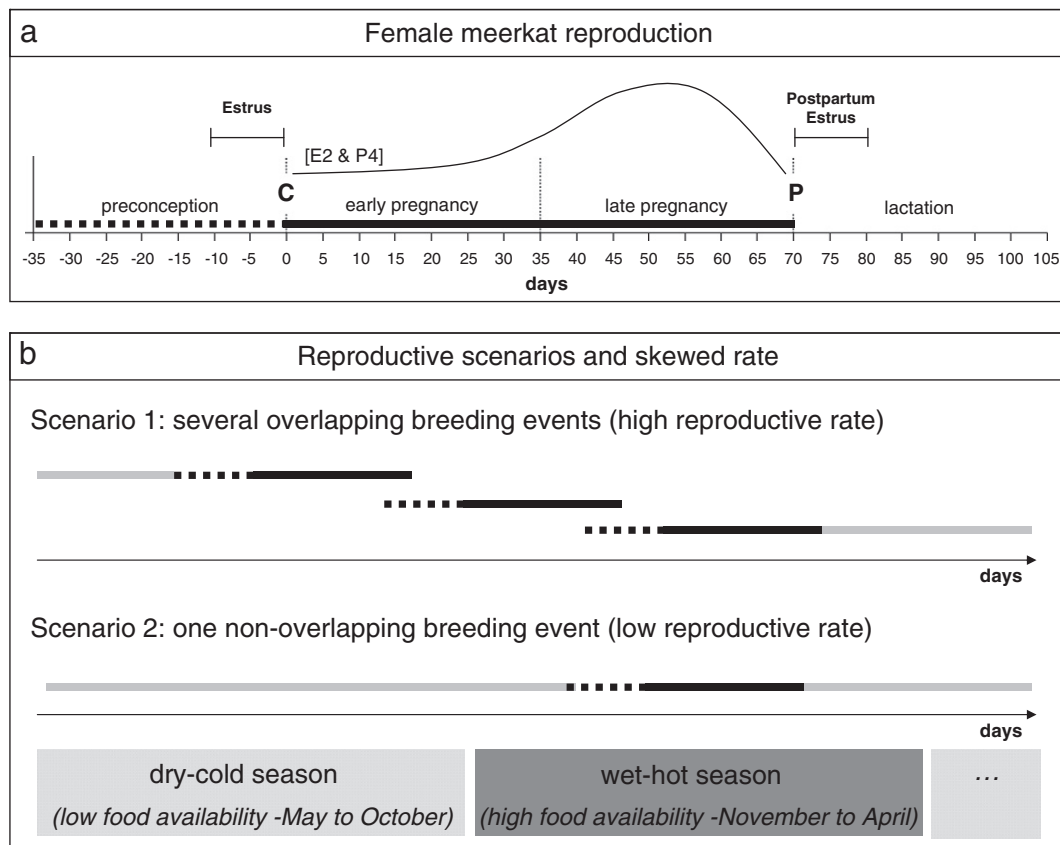 a
Female meerkat reproduction
Estrus
Postpartum
Estrus
[E2 & P4]
C
P
preconception
early pregnancy
late pregnancy
lactation
-35 -30 -25 -20 -15 -10 -5 0 5 10 15 20 25 30 35 40 45 50 55 60 65 70 75 80 85 90 95 100 105
days
b
Reproductive scenarios and skewed rate
Scenario 1: several overlapping breeding events (high reproductive rate)
days
Scenario 2: one non-overlapping breeding event (low reproductive rate)
days
dry-cold season
(low food availability -May to October)
wet-hot season
(high food availability -November to April)
...